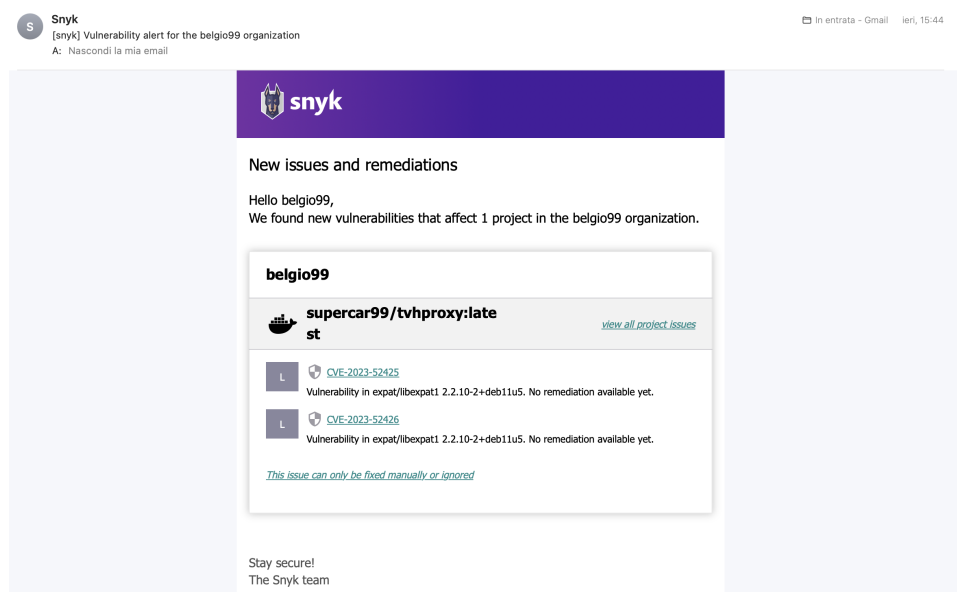 S
Snyk
In entrata - Gmail ieri, 15:44
[snyk] Vulnerability alert for the belgio99 organization
A: Nascondi la mia email
snyk
New issues and remediations
Hello belgio99,
We found new vulnerabilities that affect 1 project in the belgio99 organization.
belgio99
supercar99/tvhproxy:late
st
view all project issues
L
CVE-2023-52425
Vulnerability in expat/libexpat1 2.2.10-2+deb11u5. No remediation available yet.
L
CVE-2023-52426
Vulnerability in expat/libexpat1 2.2.10-2+deb11u5. No remediation available yet.
This issue can only be fixed manually or ignored
Stay secure!
The Snyk team